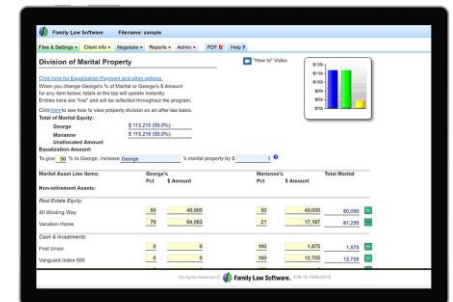 Family Law Software Filename: sample
Files & Settings Client Info Negotiate Reports Admin PDF Help ?
Division of Marital Property "How to" Video
Click here for Equalization Payment and other options.
When you change George's % of Marital or George's $ Amount
for any item below, totals at the top will update instantly.
Entries here are "live" and will be reflected throughout the program.
Click here to see how to view property division on an after-tax basis.
Total of Marital Equity:
George $ 113,215 (50.0%)
Marianne $ 113,216 (50.0%)
Unallocated Amount
Equalization Amount:
To give 50 % to George, increase George 's marital property by $ 1
Marital Asset Line Items: George's Marianne's Total Marital
Pct $ Amount Pct $ Amount
Non-retirement Assets:
Real Estate Equity:
40 Winding Way 50 40,000 50 40,000 80,000
Vacation Home 79 64,063 21 17,197 81,250
Cash & Investments:
First Union 0 0 100 1,875 1,875
Vanguard Index 500 0 0 100 12,755 12,755
All rights reserved © Family Law Software.